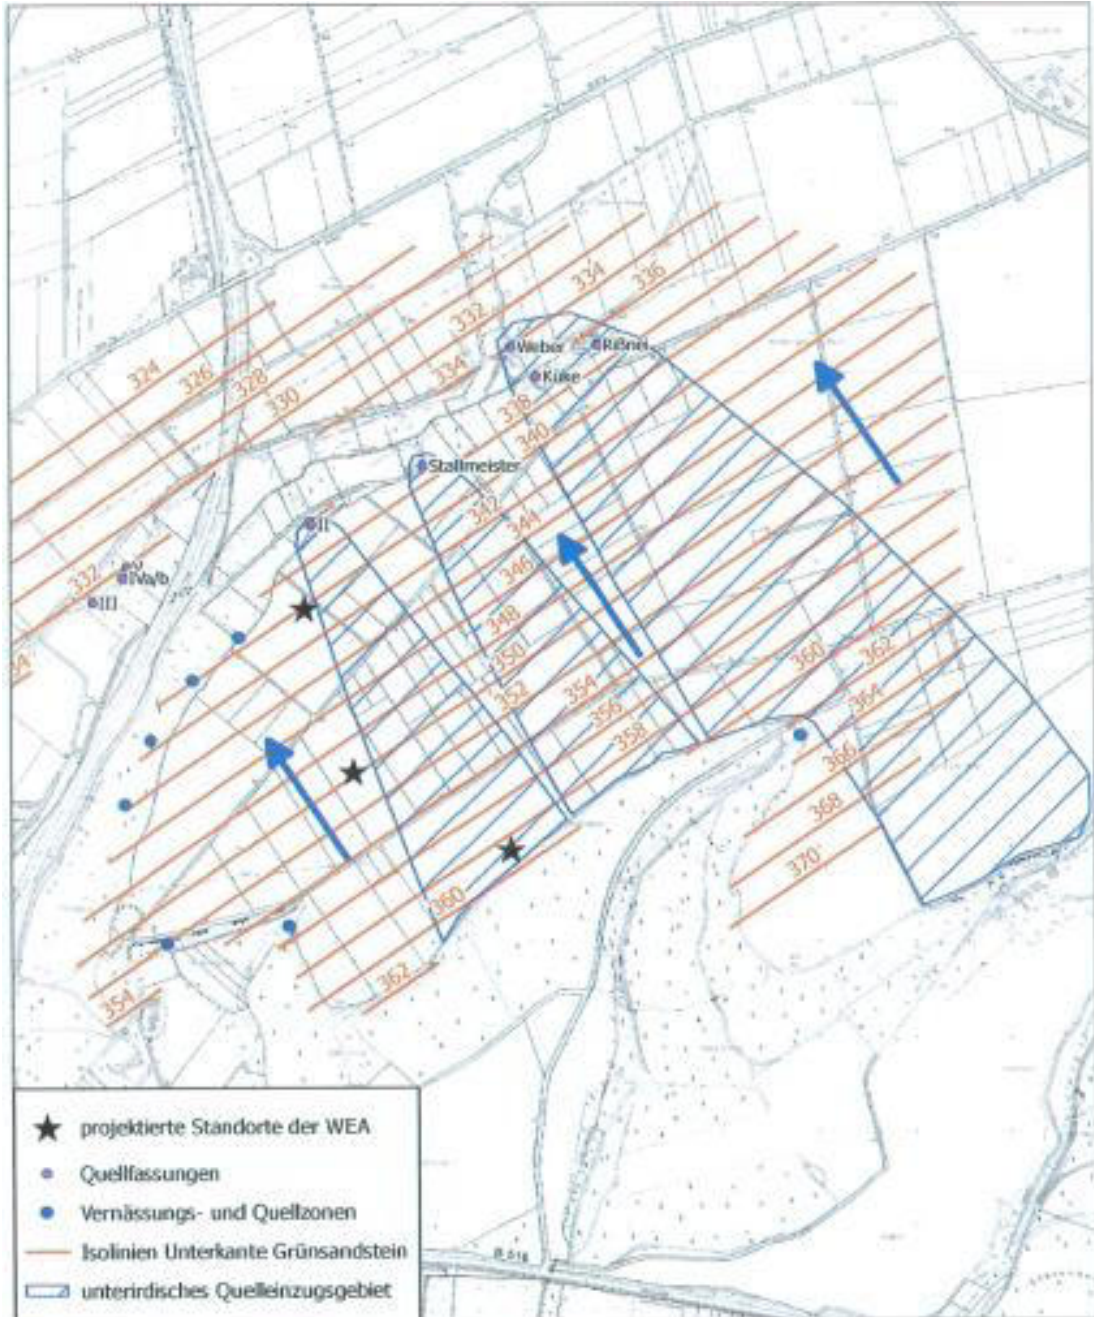 334
336
332
324
326
328
330
334
Weber
Rißnei
Küke
338
340
Stallmeister
342
344
II
346
332
IVa/b
III
348
350
352
354
356
358
360
362
364
366
368
370
360
362
354
projektierte Standorte der WEA
Quellfassungen
Vernässungs- und Quellzonen
Isolinien Unterkante Grünsandstein
unterirdisches Quelleinzugsgebiet
B 516